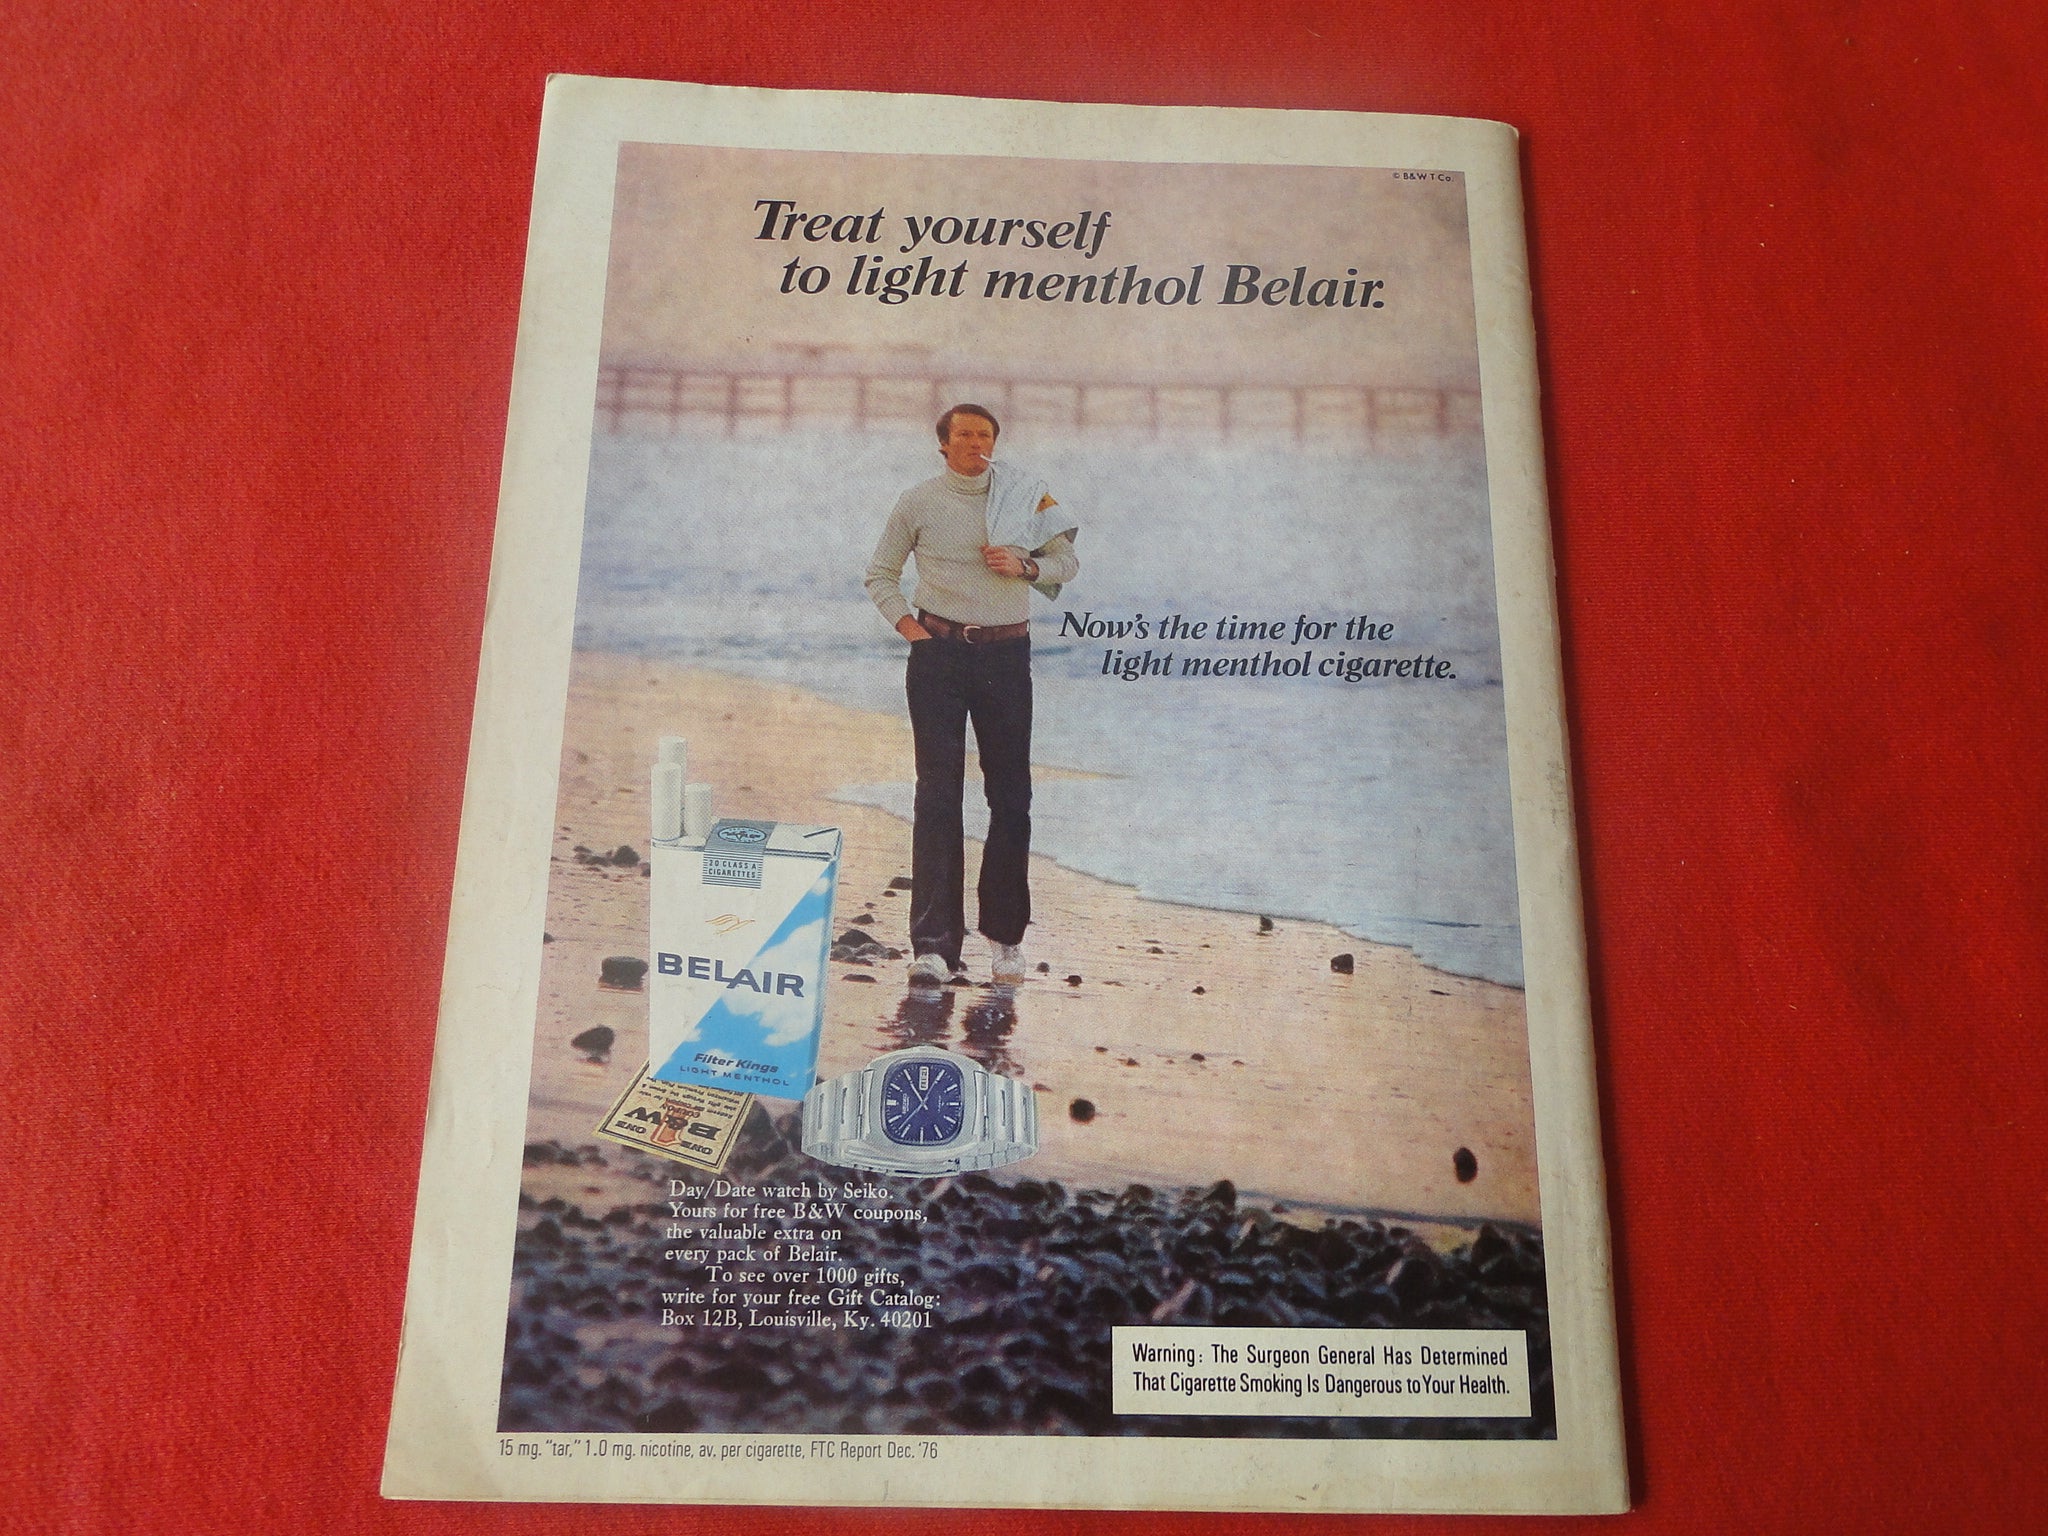 © B&W T Co.
Treat yourself
to light menthol Belair.
Now's the time for the
light menthol cigarette.
20 CLASS A
CIGARETTES
BELAIR
Filter Kings
LIGHT MENTHOL
B&W
COUPON
ONE
ONE
ONE
Day/Date watch by Seiko.
Yours for free B&W coupons,
the valuable extra on
every pack of Belair.
To see over 1000 gifts,
write for your free Gift Catalog:
Box 12B, Louisville, Ky. 40201
Warning: The Surgeon General Has Determined
That Cigarette Smoking Is Dangerous to Your Health.
15 mg. "tar," 1.0 mg. nicotine, av. per cigarette, FTC Report Dec. '76